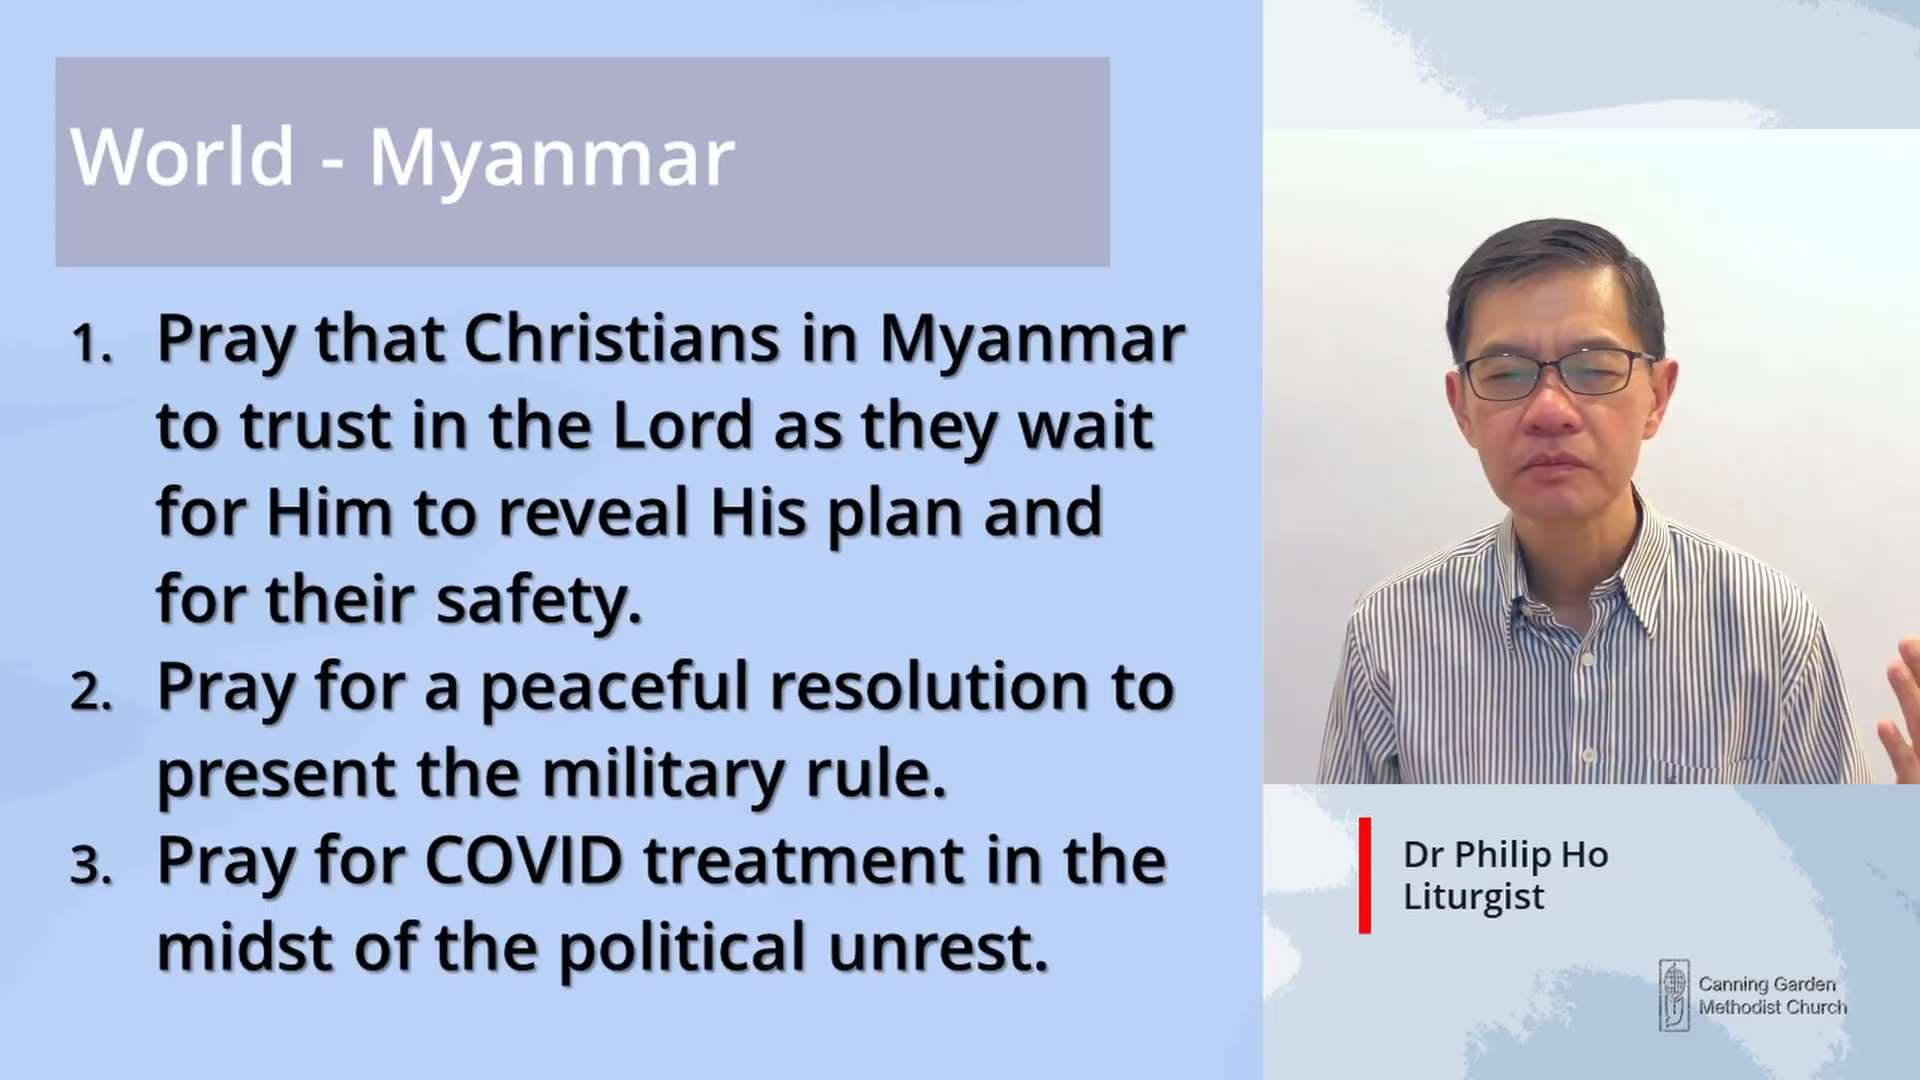 World - Myanmar
1. Pray that Christians in Myanmar
to trust in the Lord as they wait
for Him to reveal His plan and
for their safety.
2. Pray for a peaceful resolution to
present the military rule.
3. Pray for COVID treatment in the
midst of the political unrest.
Dr Philip Ho
Liturgist
Canning Garden
Methodist Church